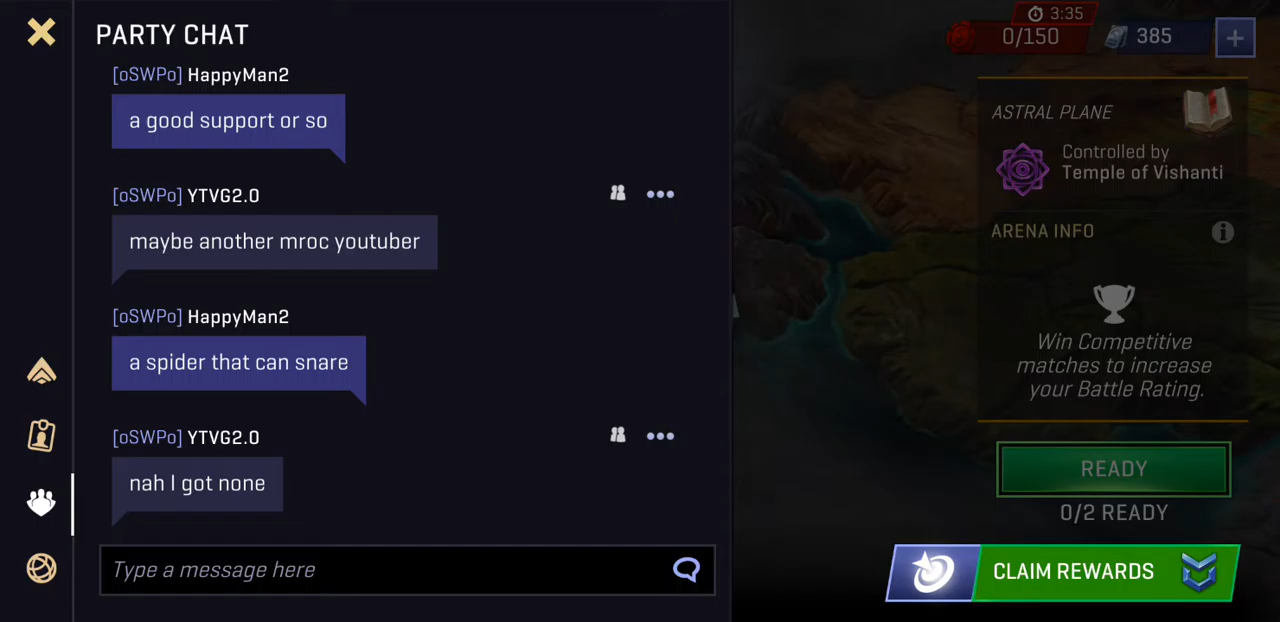 PARTY CHAT
[oSWPo] HappyMan2
a good support or so
[oSWPo] YTVG2.0
maybe another mroc youtuber
[oSWPo] HappyMan2
a spider that can snare
[oSWPo] YTVG2.0
nah I got none
Type a message here
3:35
0/150
385
ASTRAL PLANE
Controlled by
Temple of Vishanti
ARENA INFO
Win Competitive
matches to increase
your Battle Rating.
READY
0/2 READY
CLAIM REWARDS